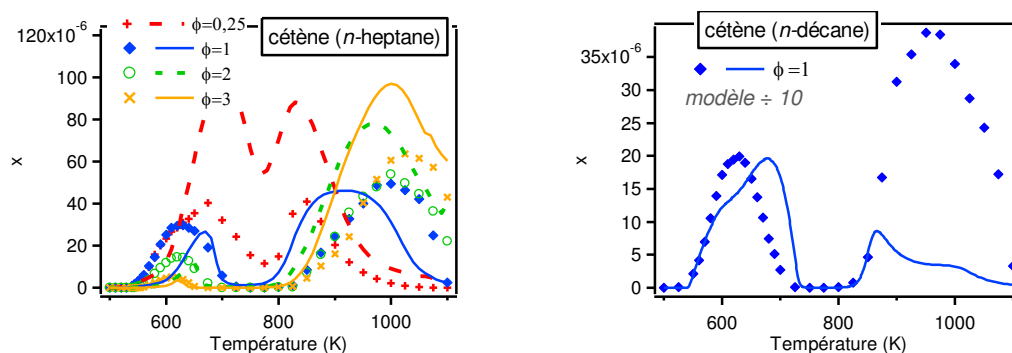 120x10⁻⁶
100
80
60
40
20
0
x
600
800
1000
Température (K)
ϕ=0,25
ϕ=1
ϕ=2
ϕ=3
cétène (n-heptane)
35x10⁻⁶
30
25
20
15
10
5
0
x
600
800
1000
Température (K)
cétène (n-décane)
ϕ=1
modèle ÷ 10